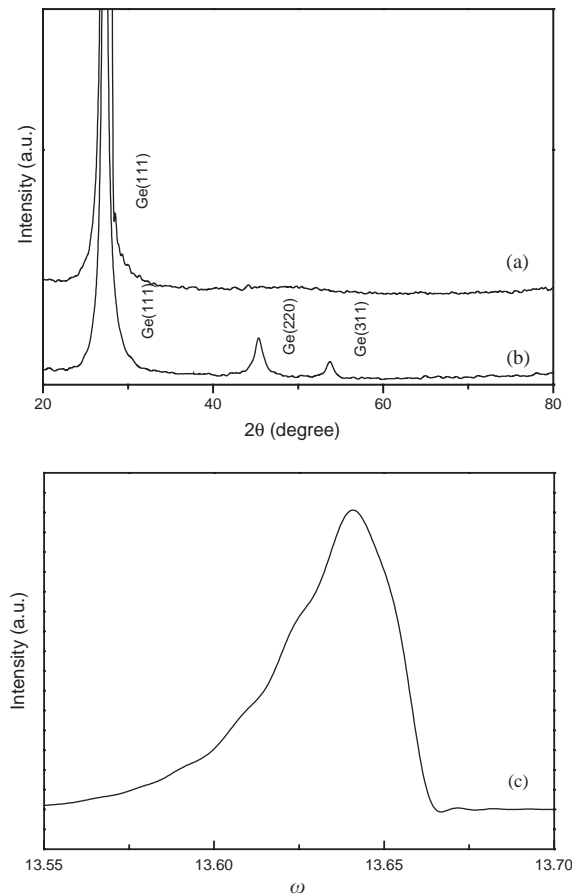 Intensity (a.u.)
Ge(111)
(a)
Ge(111)
Ge(220)
Ge(311)
(b)
20
40
60
80
2θ (degree)
Intensity (a.u.)
(c)
13.55
13.60
13.65
13.70
ω